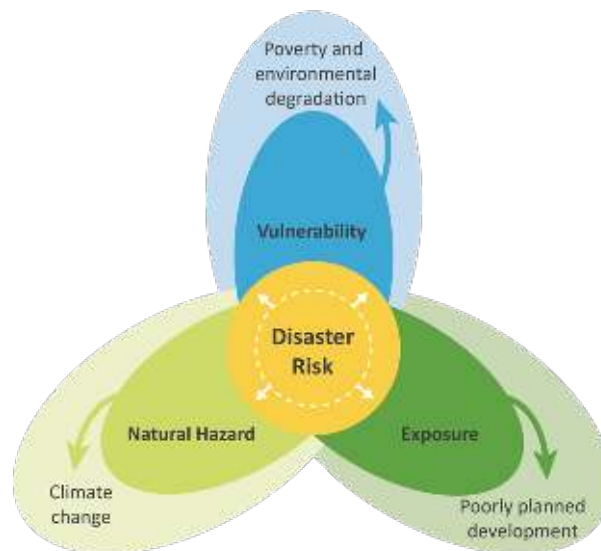 Poverty and
environmental
degradation
Vulnerability
Disaster
Risk
Natural Hazard
Exposure
Climate
change
Poorly planned
development